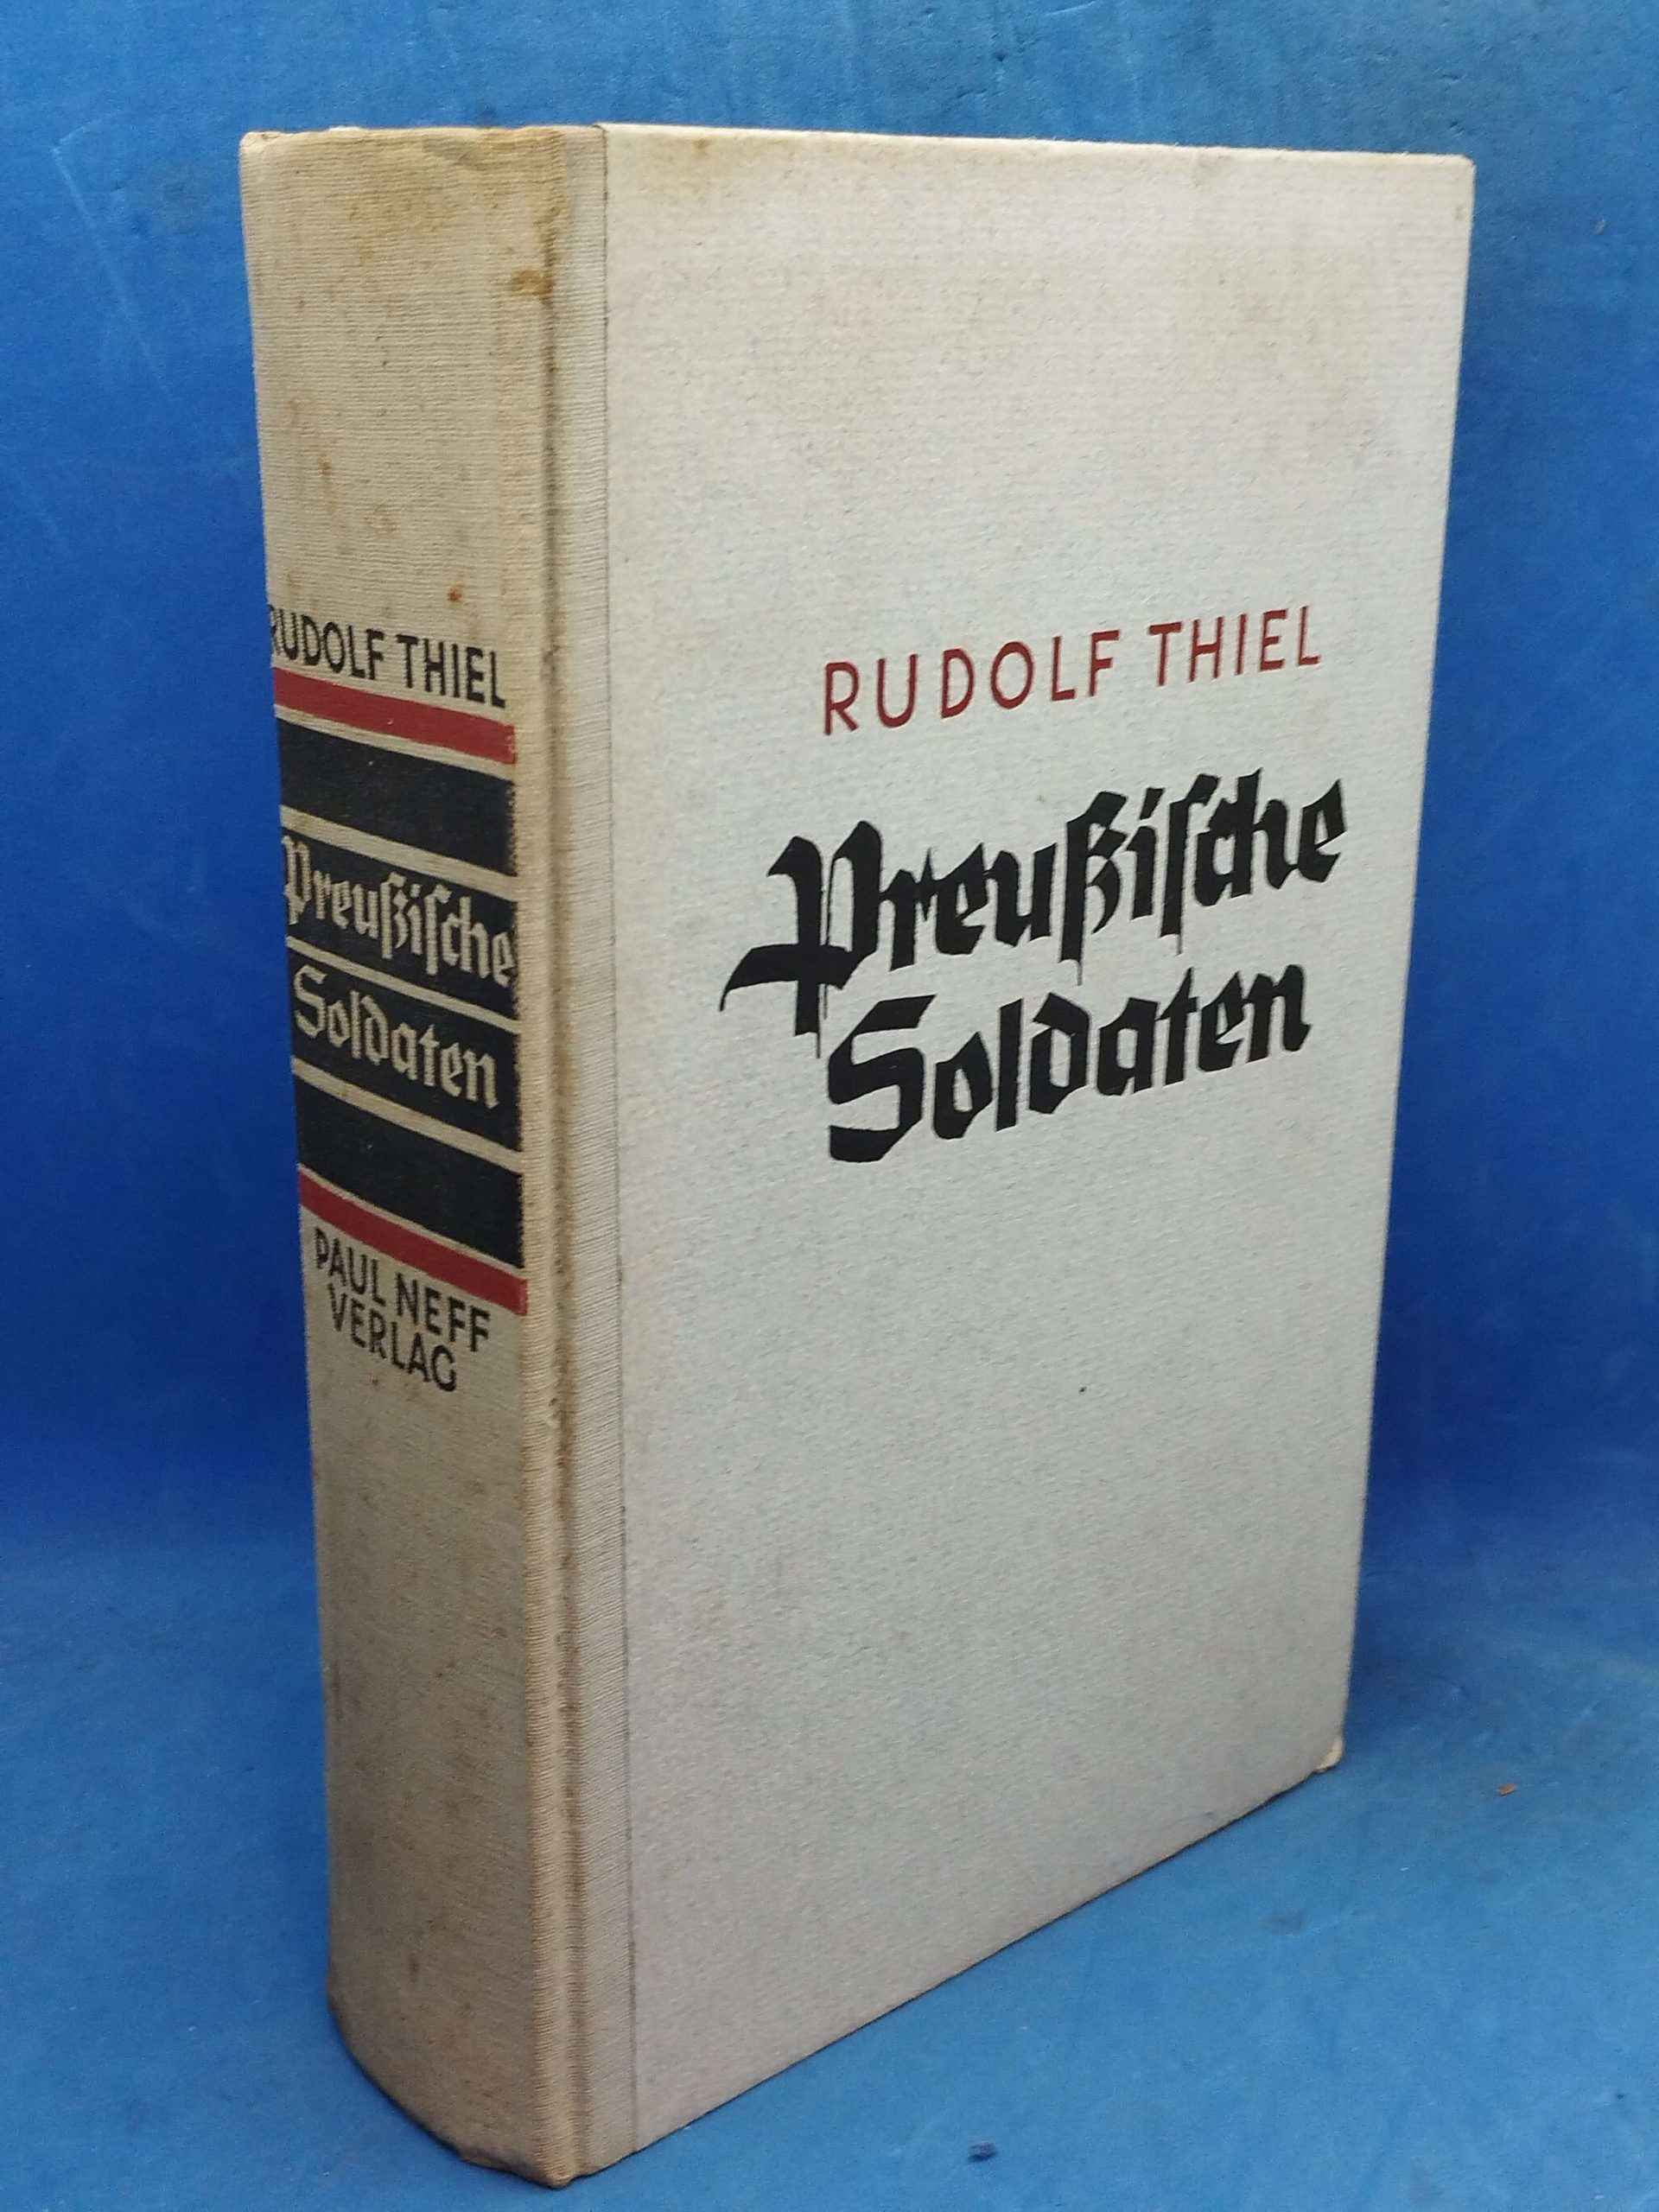 RUDOLF THIEL
Preußiſche
Soldaten
PAUL NEFF
VERLAG
RUDOLF THIEL
Preußiſche
Soldaten